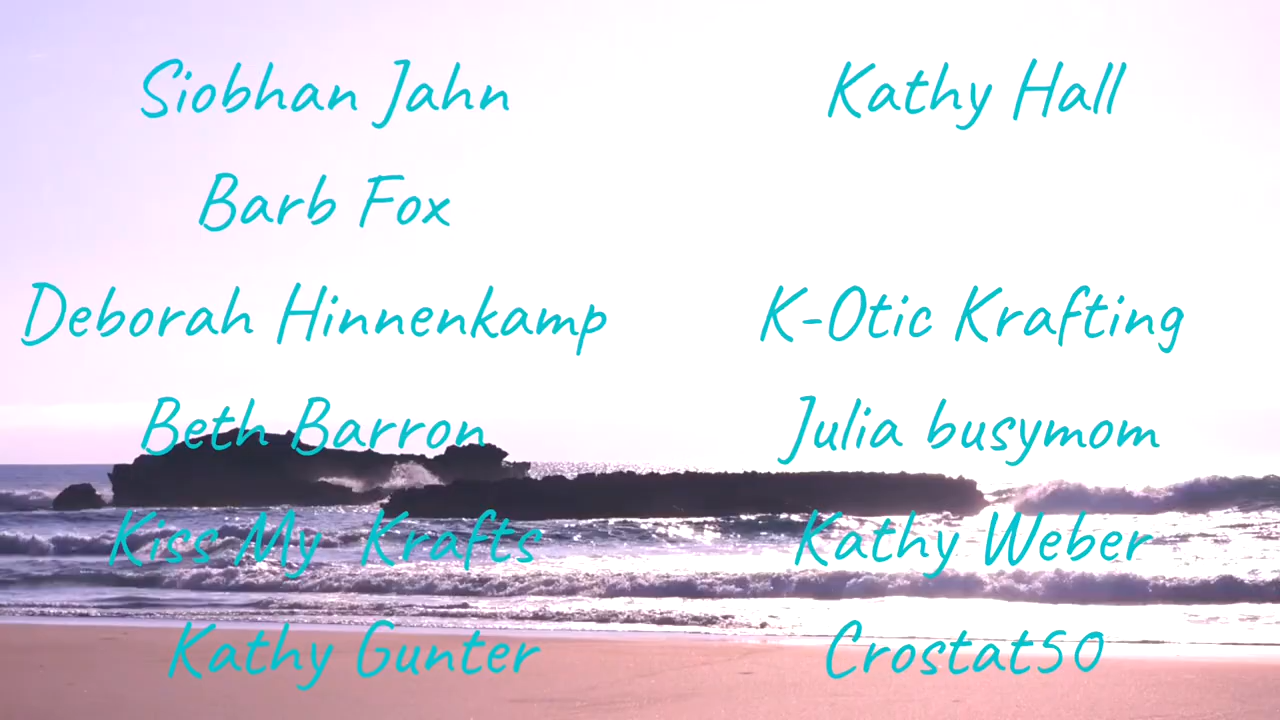 Siobhan Jahn
Kathy Hall
Barb Fox
Deborah Hinnenkamp
K-Otic Krafting
Beth Barron
Julia busymom
Kiss My Krafts
Kathy Weber
Kathy Gunter
Crostat50